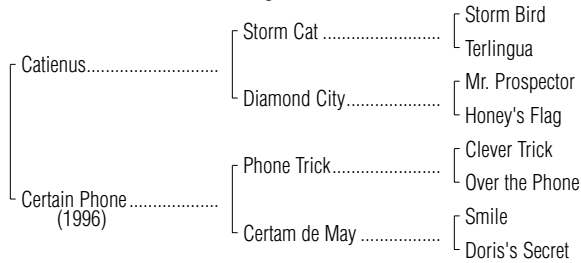 Storm Bird
Storm Cat ........................
Terlingua
Catienus...........................
Mr. Prospector
Diamond City...................
Honey's Flag
Clever Trick
Phone Trick......................
Over the Phone
Certain Phone ..................
(1996)
Smile
Certam de May ................
Doris's Secret